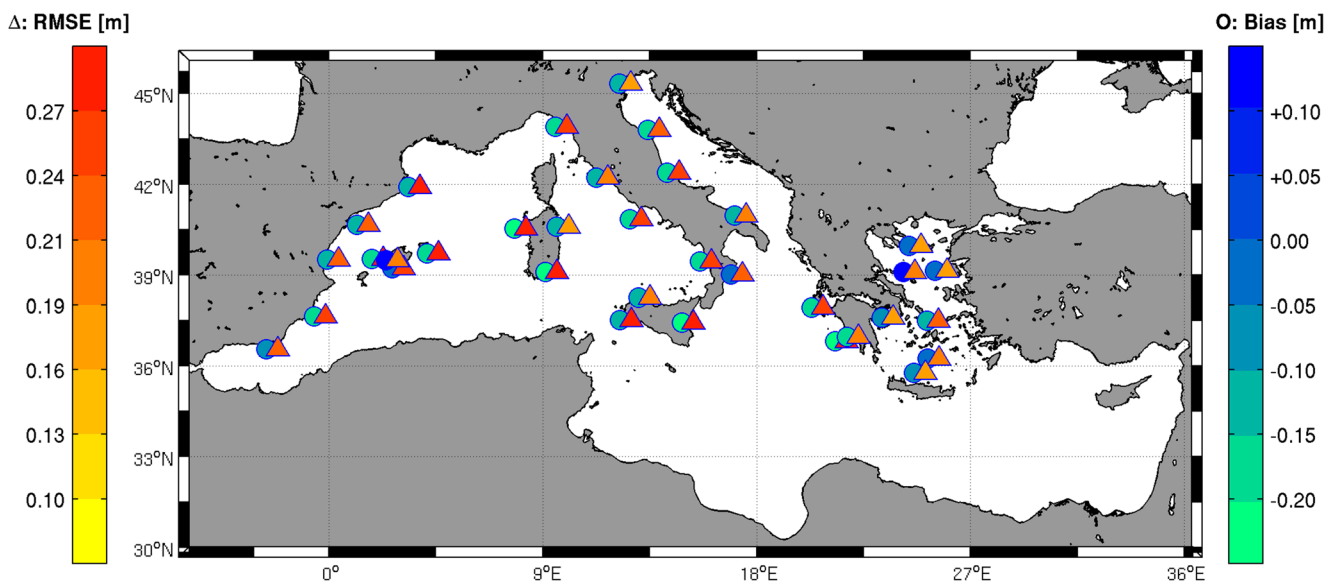 Δ: RMSE [m]
O: Bias [m]
0.27
0.24
0.21
0.19
0.16
0.13
0.10
45°N
42°N
39°N
36°N
33°N
30°N
0°
9°E
18°E
27°E
36°E
+0.10
+0.05
0.00
-0.05
-0.10
-0.15
-0.20